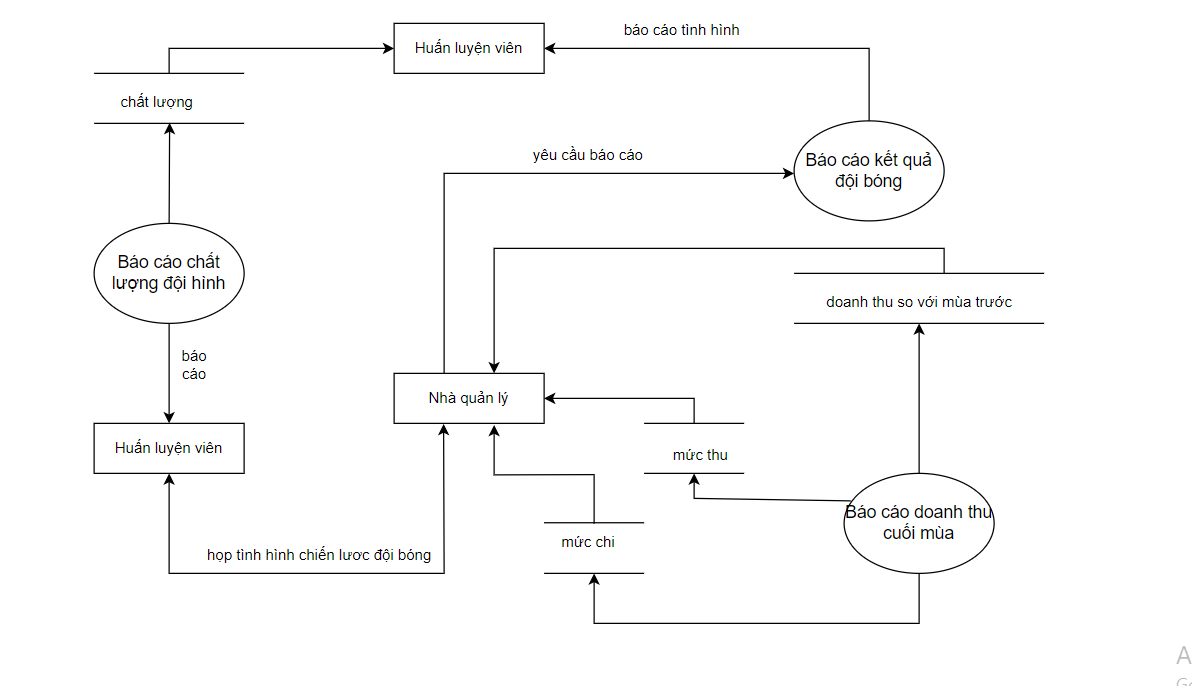 báo cáo tình hình
Huấn luyện viên
chất lượng
yêu cầu báo cáo
Báo cáo kết quả
đội bóng
Báo cáo chất
lượng đội hình
doanh thu so với mùa trước
báo
cáo
Nhà quản lý
Huấn luyện viên
mức thu
Báo cáo doanh thu
cuối mùa
mức chi
họp tình hình chiến lươc đội bóng